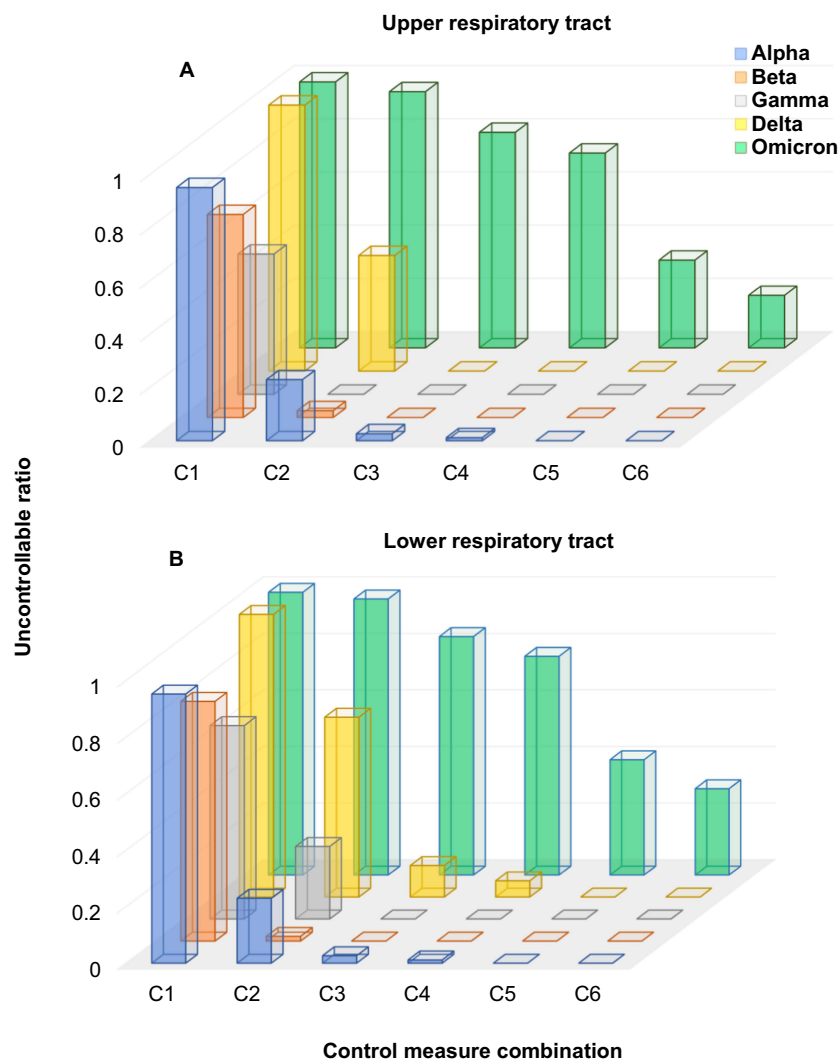 Upper respiratory tract
A
Alpha
Beta
Gamma
Delta
Omicron
1
0.8
0.6
0.4
0.2
0
C1 C2 C3 C4 C5 C6
Uncontrollable ratio
Lower respiratory tract
B
1
0.8
0.6
0.4
0.2
0
C1 C2 C3 C4 C5 C6
Control measure combination